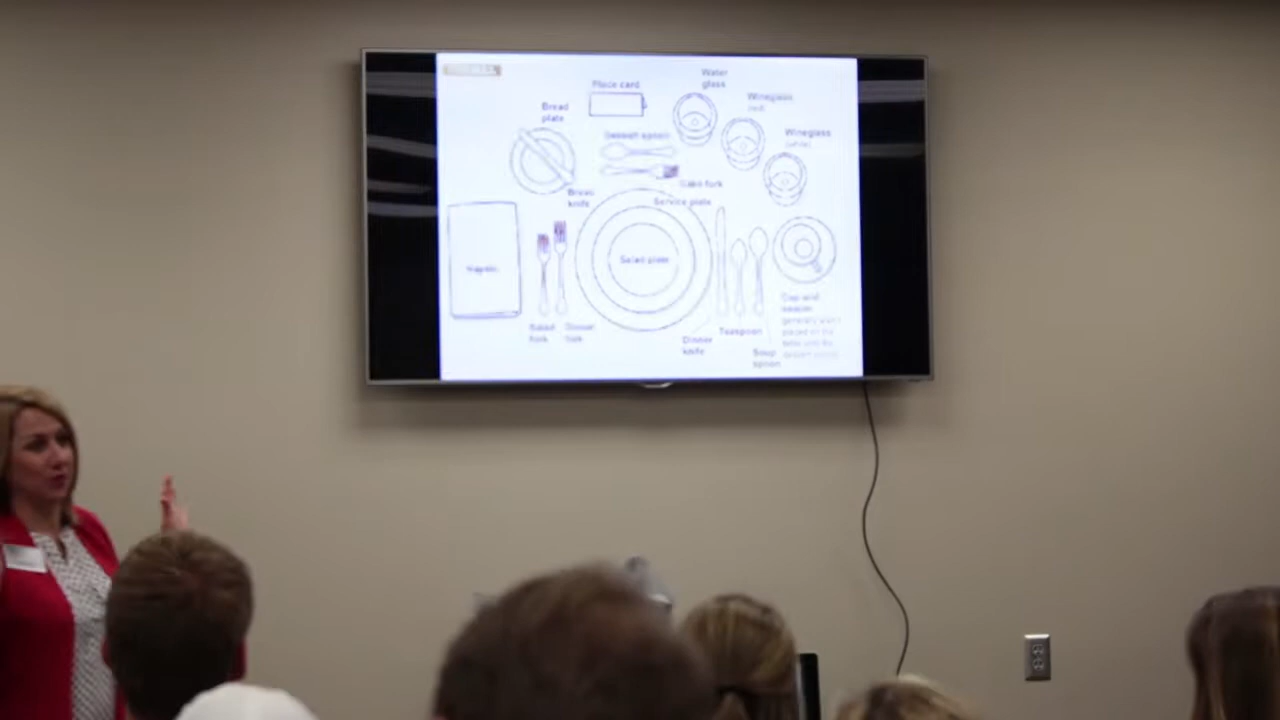 Place card
Water
glass
Wineglass
Bread
plate
Dessert spoon
Wineglass
(white)
Cake fork
Bread
knife
Service plate
Salad plate
Napkin
Salad
fork
Dinner
fork
Teaspoon
Dinner
knife
Soup
spoon
Cup and
saucer